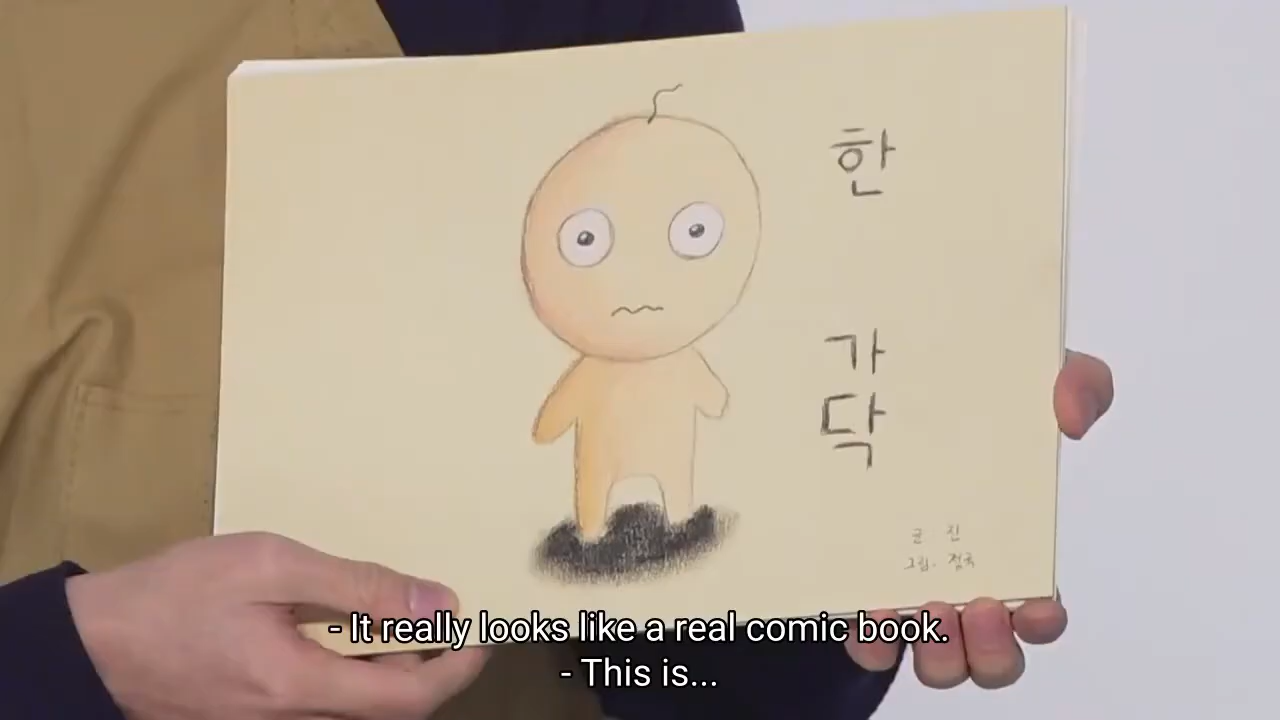 한
가
닥
글 : 진
그림. 정국
- It really looks like a real comic book.
- This is...